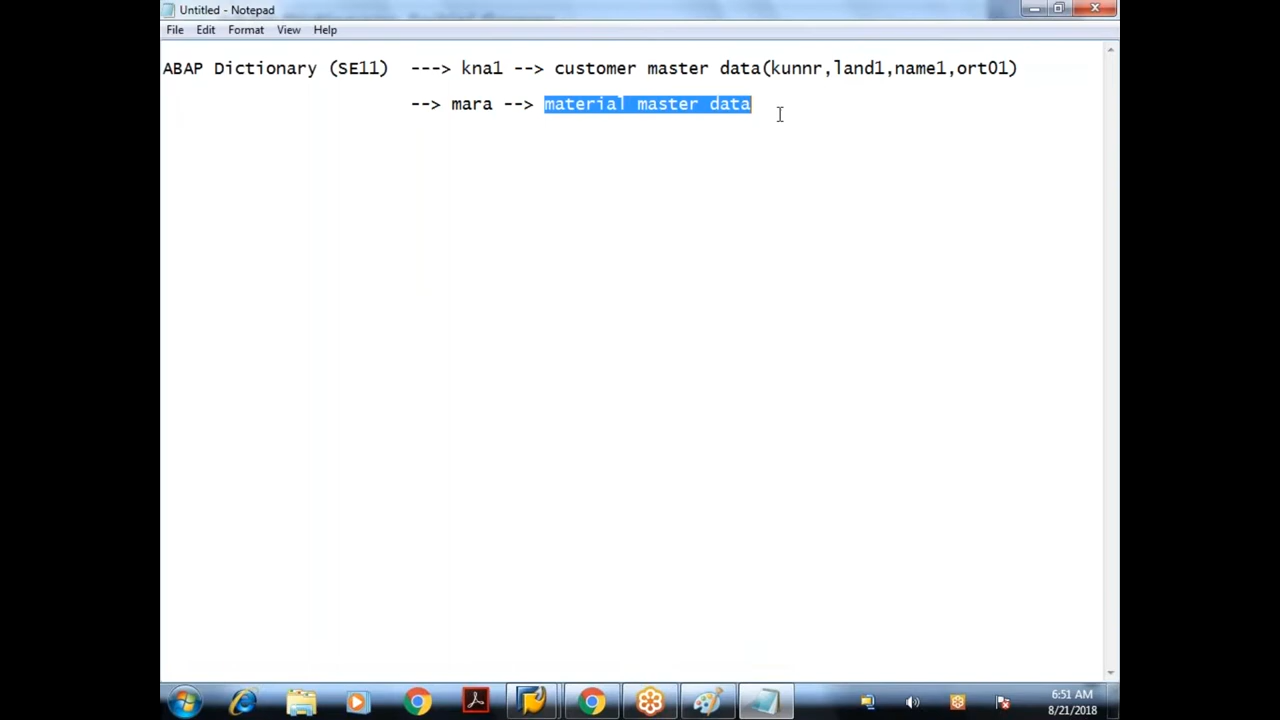 Untitled - Notepad
File Edit Format View Help
ABAP Dictionary (SE11) ---> kna1 --> customer master data(kunnr,land1,name1,ort01)
--> mara --> material master data
6:51 AM
8/21/2018